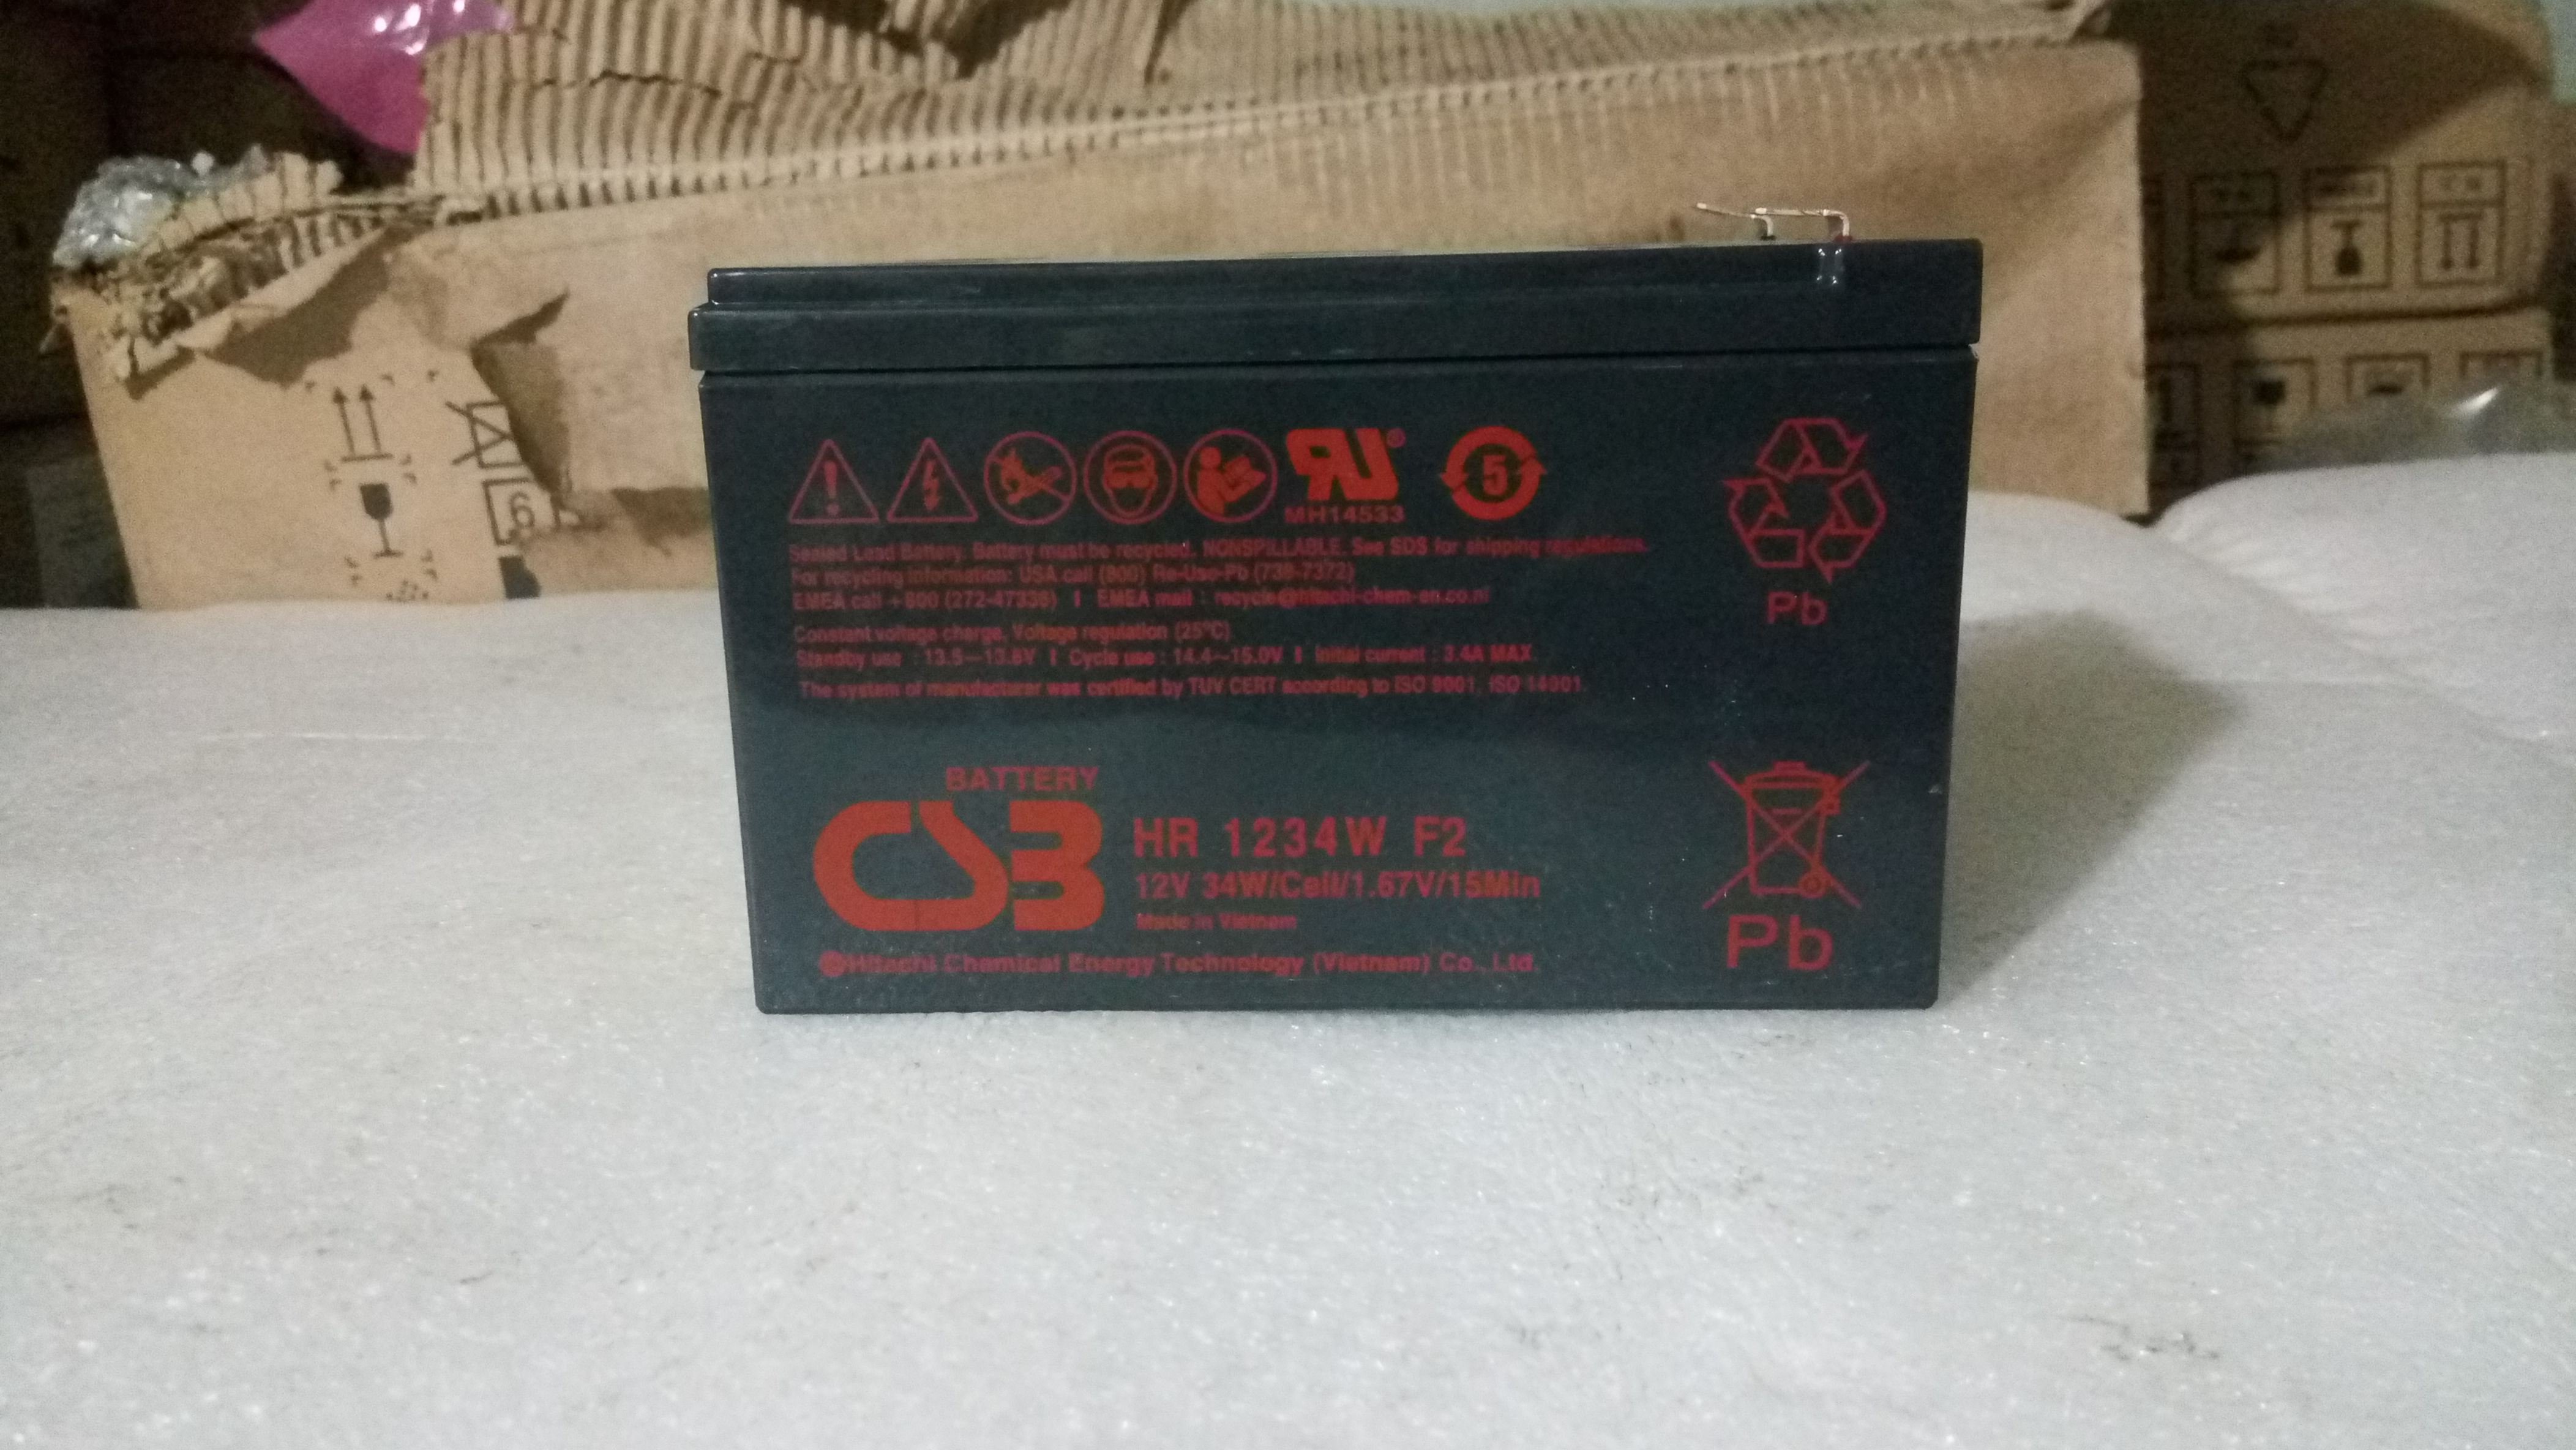 MH14533
5
Sealed Lead Battery. Battery must be recycled. NONSPILLABLE. See SDS for shipping regulations.
For recycling information: USA call (800) Re-Use-Pb (738-7372)
EMEA call +800 (272-47336) I EMEA mail : recycle@hitachi-chem-en.co.nl
Constant voltage charge. Voltage regulation (25°C)
Standby use : 13.5~13.8V I Cycle use : 14.4~15.0V I Initial current : 3.4A MAX.
The system of manufacturer was certified by TUV CERT according to ISO 9001, ISO 14001.
Pb
BATTERY
CSB
HR 1234W F2
12V 34W/Cell/1.67V/15Min
Made in Vietnam
Hitachi Chemical Energy Technology (Vietnam) Co., Ltd.
Pb
6